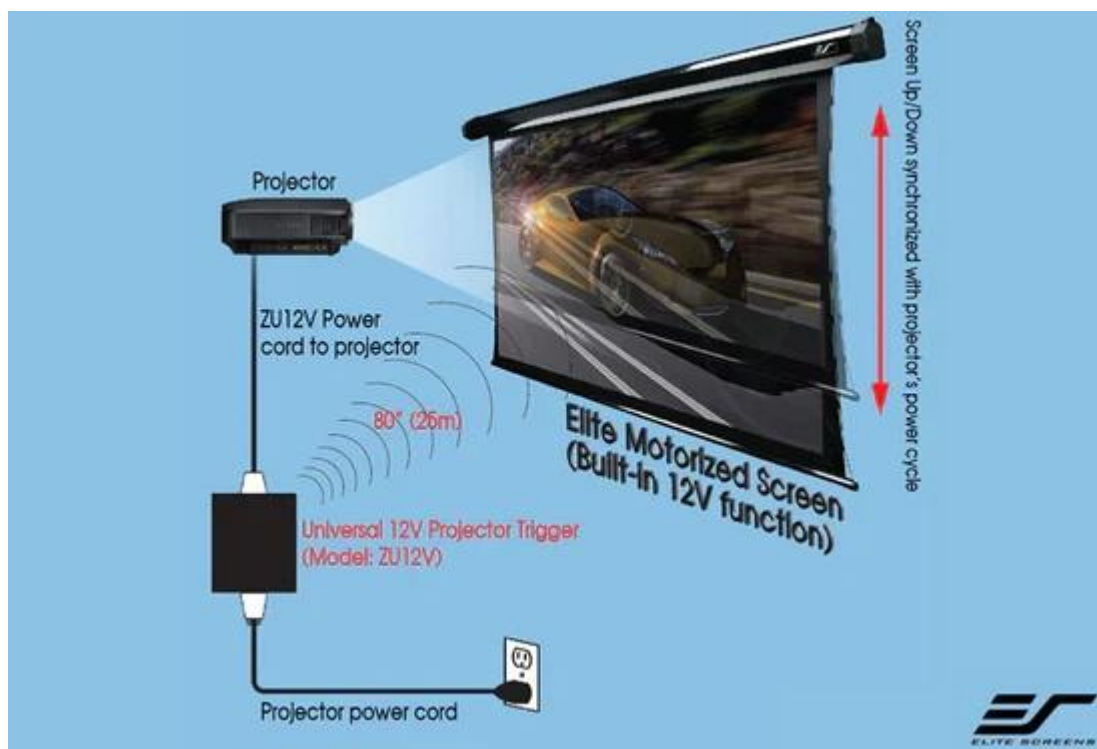 Projector
ZU12V Power
cord to projector
80" (25m)
Universal 12V Projector Trigger
(Model: ZU12V)
Projector power cord
Elite Motorized Screen
(Built-in 12V function)
Screen Up/Down synchronized with projector's power cycle
ELITE SCREENS